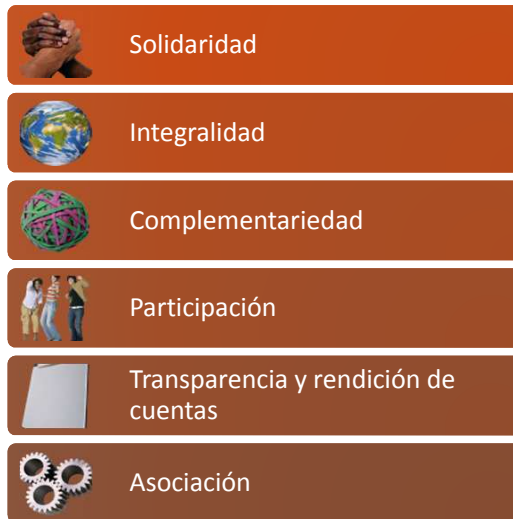 Solidaridad
Integralidad
Complementariedad
Participación
Transparencia y rendición de
cuentas
Asociación